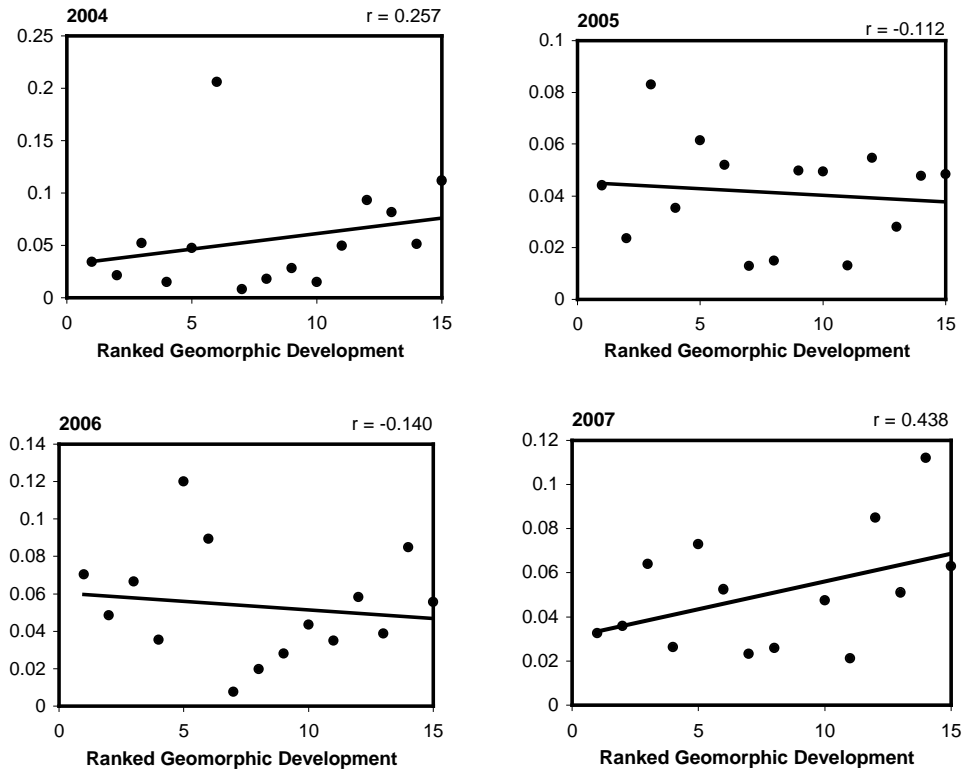 2004 r = 0.257
0.25
0.2
0.15
0.1
0.05
0
0 5 10 15
Ranked Geomorphic Development
2005 r = -0.112
0.1
0.08
0.06
0.04
0.02
0
0 5 10 15
Ranked Geomorphic Development
2006 r = -0.140
0.14
0.12
0.1
0.08
0.06
0.04
0.02
0
0 5 10 15
Ranked Geomorphic Development
2007 r = 0.438
0.12
0.1
0.08
0.06
0.04
0.02
0
0 5 10 15
Ranked Geomorphic Development